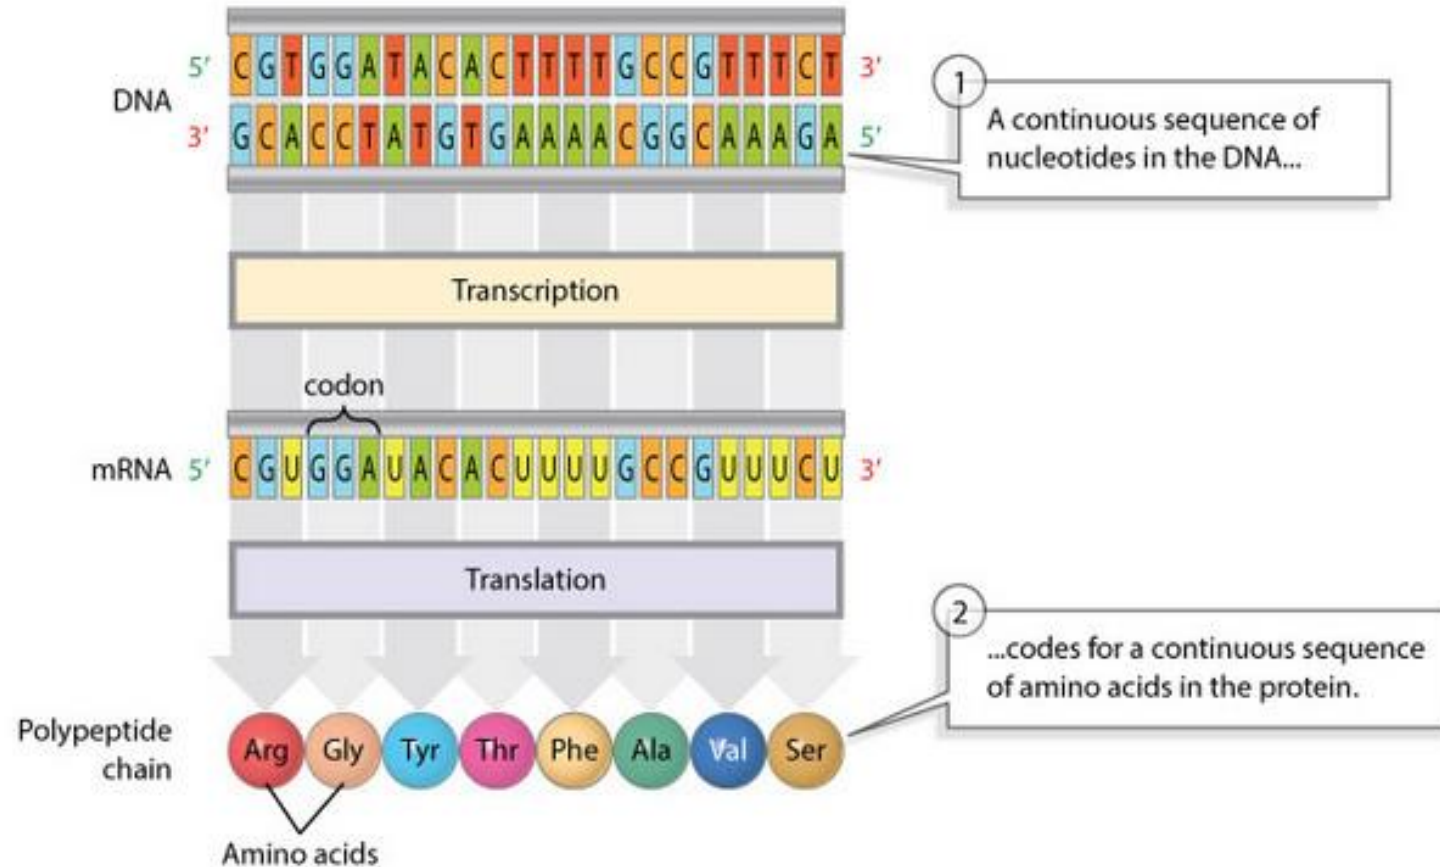 5′ CGTGGATACACTTTTGCCGTTTCT 3′
DNA
3′ GCACCTATGTGAAAACGGCAAAGA 5′
1
A continuous sequence of
nucleotides in the DNA...
Transcription
codon
mRNA 5′ CGUGGAUACACUUUUGCCGUUUCU 3′
Translation
2
...codes for a continuous sequence
of amino acids in the protein.
Polypeptide
chain
Arg Gly Tyr Thr Phe Ala Val Ser
Amino acids